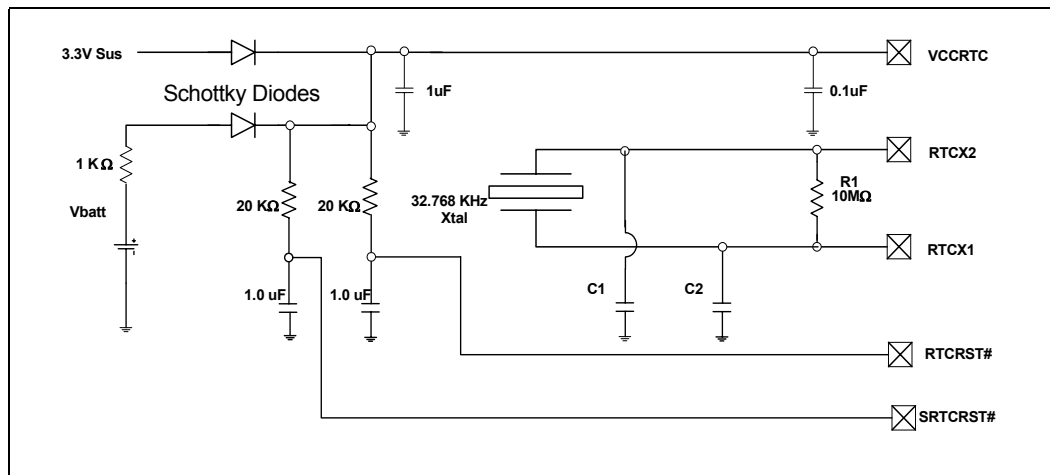 3.3V Sus
VCCRTC
Schottky Diodes
1uF
0.1uF
RTCX2
1 KΩ
R1
10MΩ
Vbatt
20 KΩ
20 KΩ
32.768 KHz
Xtal
+
-
RTCX1
1.0 uF
1.0 uF
C1
C2
RTCRST#
SRTCRST#